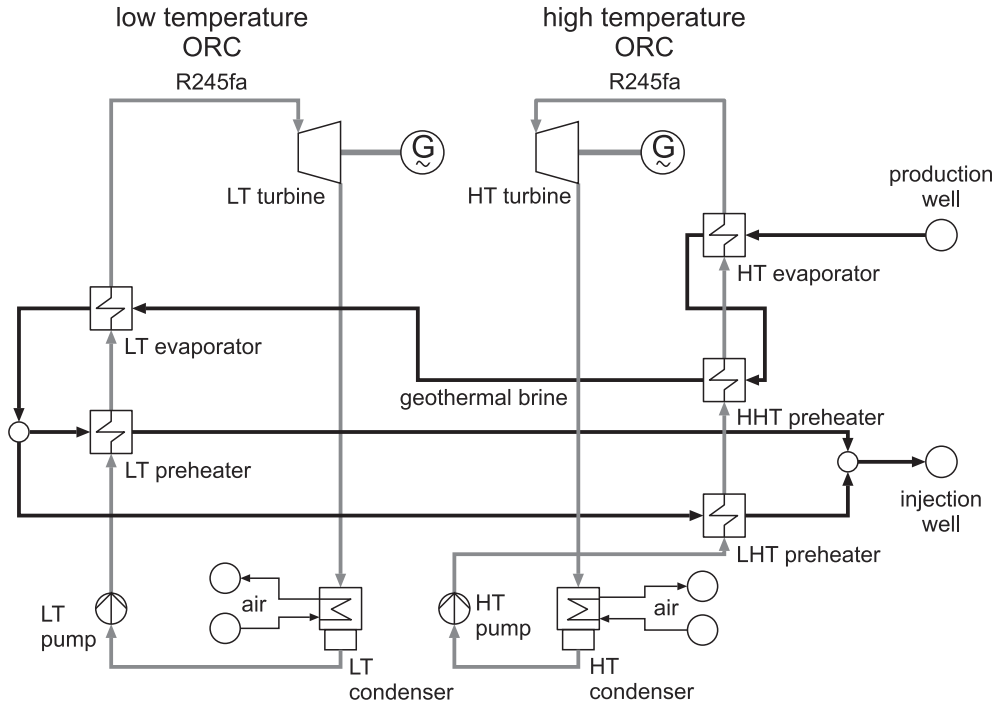 low temperature
ORC
R245fa
high temperature
ORC
R245fa
G
~
G
~
LT turbine
HT turbine
production
well
HT evaporator
LT evaporator
geothermal brine
HHT preheater
LT preheater
injection
well
LHT preheater
LT
pump
air
HT
pump
air
LT
condenser
HT
condenser